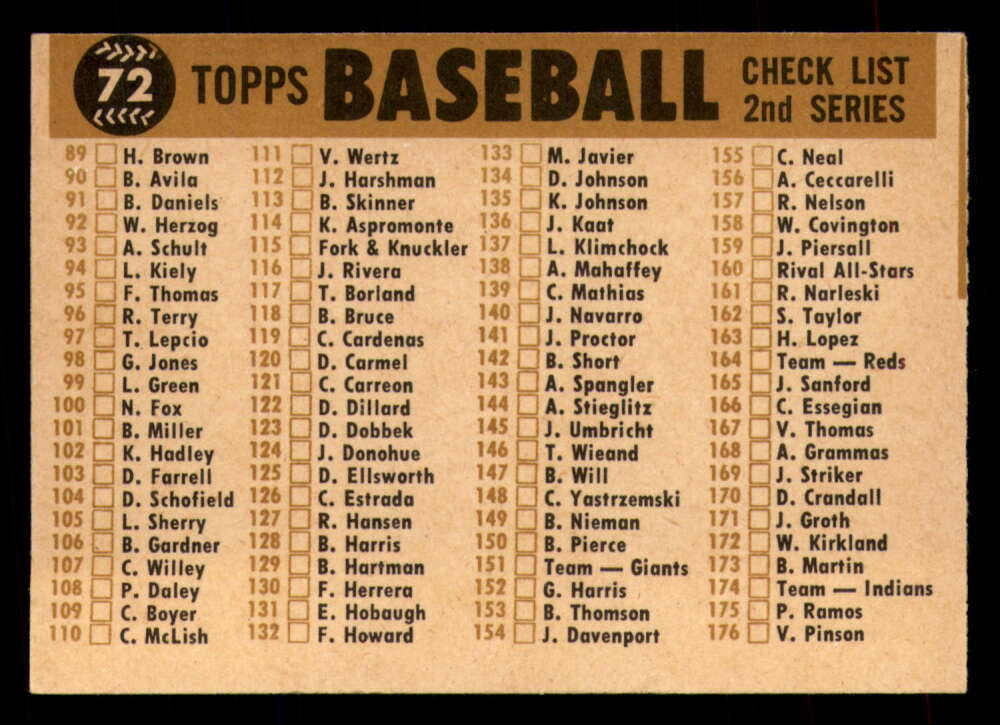 72
TOPPS BASEBALL
CHECK LIST
2nd SERIES
89 H. Brown
90 B. Avila
91 B. Daniels
92 W. Herzog
93 A. Schult
94 L. Kiely
95 F. Thomas
96 R. Terry
97 T. Lepcio
98 G. Jones
99 L. Green
100 N. Fox
101 B. Miller
102 K. Hadley
103 D. Farrell
104 D. Schofield
105 L. Sherry
106 B. Gardner
107 C. Willey
108 P. Daley
109 C. Boyer
110 C. McLish
111 V. Wertz
112 J. Harshman
113 B. Skinner
114 K. Aspromonte
115 Fork & Knuckler
116 J. Rivera
117 T. Borland
118 B. Bruce
119 C. Cardenas
120 D. Carmel
121 C. Carreon
122 D. Dillard
123 D. Dobbek
124 J. Donohue
125 D. Ellsworth
126 C. Estrada
127 R. Hansen
128 B. Harris
129 B. Hartman
130 F. Herrera
131 E. Hobaugh
132 F. Howard
133 M. Javier
134 D. Johnson
135 K. Johnson
136 J. Kaat
137 L. Klimchock
138 A. Mahaffey
139 C. Mathias
140 J. Navarro
141 J. Proctor
142 B. Short
143 A. Spangler
144 A. Stieglitz
145 J. Umbricht
146 T. Wieand
147 B. Will
148 C. Yastrzemski
149 B. Nieman
150 B. Pierce
151 Team — Giants
152 G. Harris
153 B. Thomson
154 J. Davenport
155 C. Neal
156 A. Ceccarelli
157 R. Nelson
158 W. Covington
159 J. Piersall
160 Rival All-Stars
161 R. Narleski
162 S. Taylor
163 H. Lopez
164 Team — Reds
165 J. Sanford
166 C. Essegian
167 V. Thomas
168 A. Grammas
169 J. Striker
170 D. Crandall
171 J. Groth
172 W. Kirkland
173 B. Martin
174 Team — Indians
175 P. Ramos
176 V. Pinson